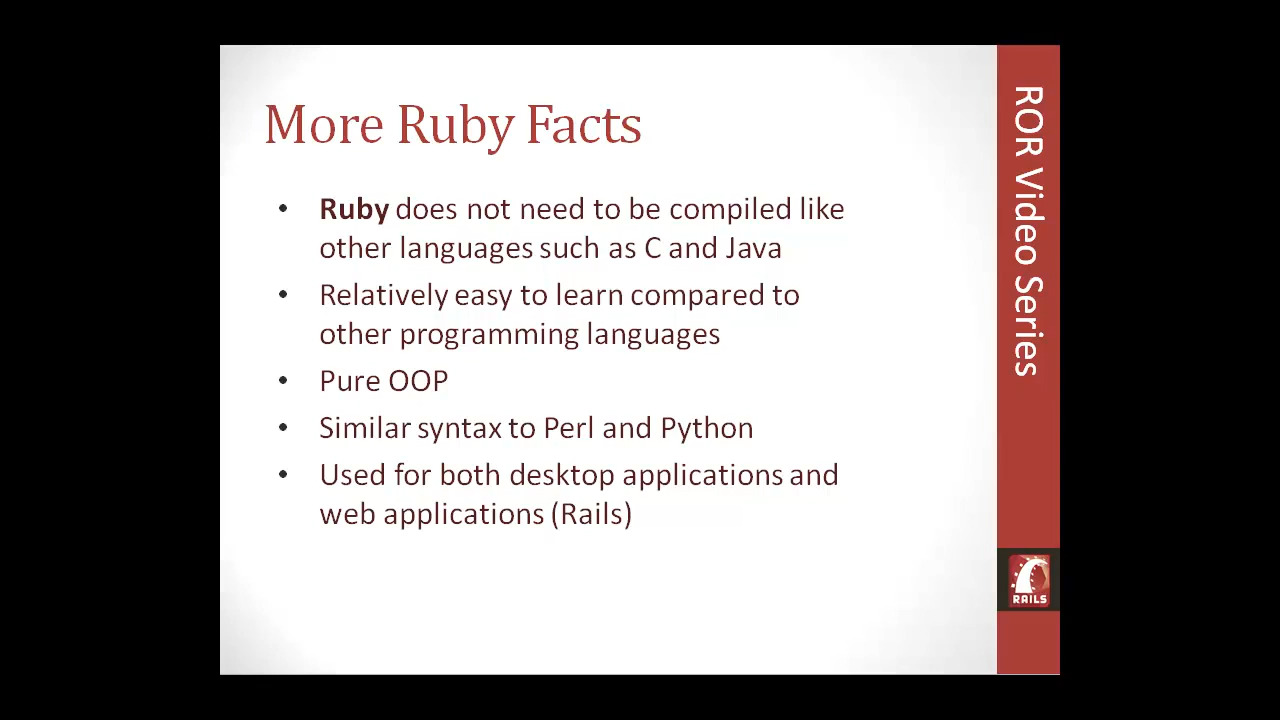 More Ruby Facts
• Ruby does not need to be compiled like
other languages such as C and Java
• Relatively easy to learn compared to
other programming languages
• Pure OOP
• Similar syntax to Perl and Python
• Used for both desktop applications and
web applications (Rails)
ROR Video Series
RAILS